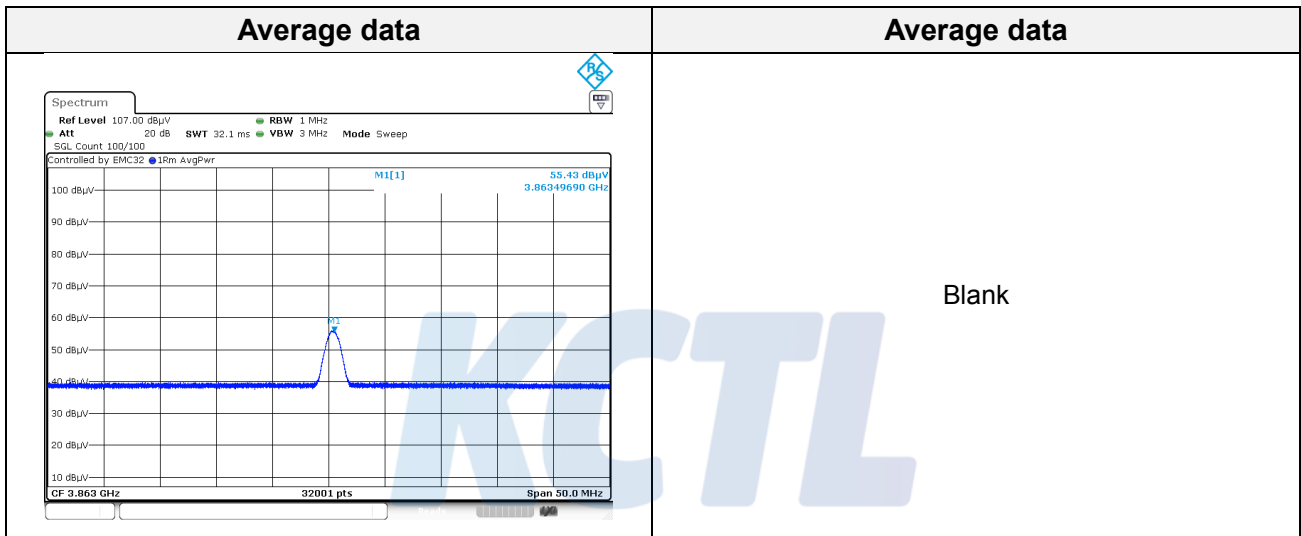 Average data
Average data
R&S
Spectrum
Ref Level 107.00 dBµV RBW 1 MHz
Att 20 dB SWT 32.1 ms VBW 3 MHz Mode Sweep
SGL Count 100/100
Controlled by EMC32 1Rm AvgPwr
M1[1] 55.43 dBµV
3.86349690 GHz
100 dBµV
90 dBµV
80 dBµV
70 dBµV
60 dBµV
M1
50 dBµV
40 dBµV
30 dBµV
20 dBµV
10 dBµV
CF 3.863 GHz 32001 pts Span 50.0 MHz
Blank
KCTL